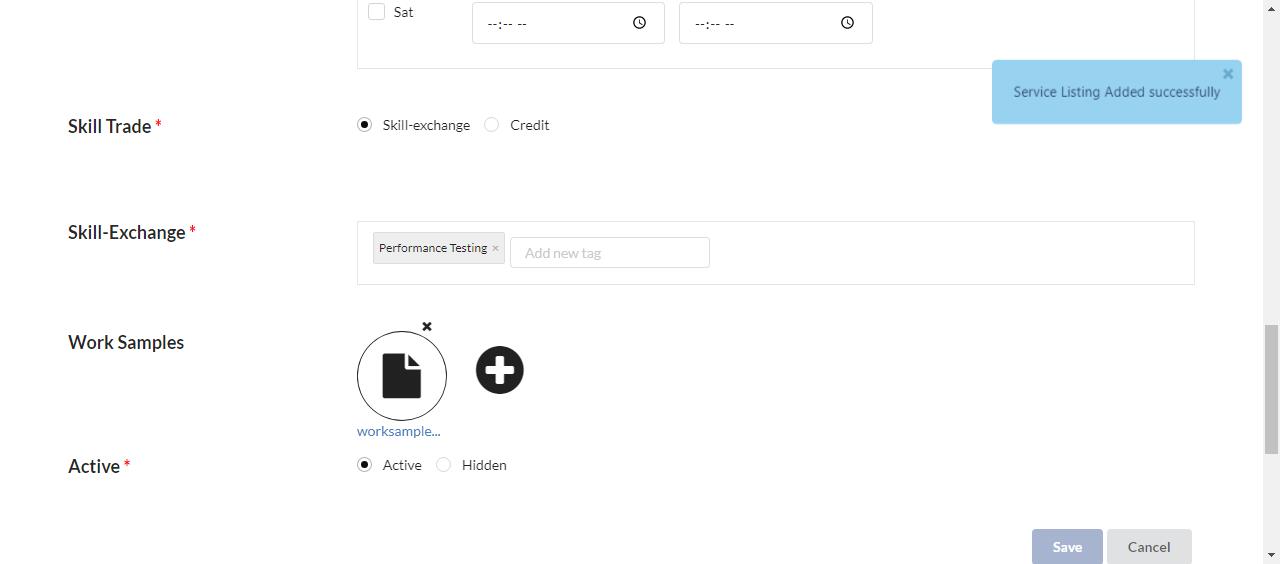 Sat --:-- -- --:-- --
Service Listing Added successfully
Skill Trade * Skill-exchange Credit
Skill-Exchange * Performance Testing × Add new tag
Work Samples
worksample...
Active * Active Hidden
Save Cancel